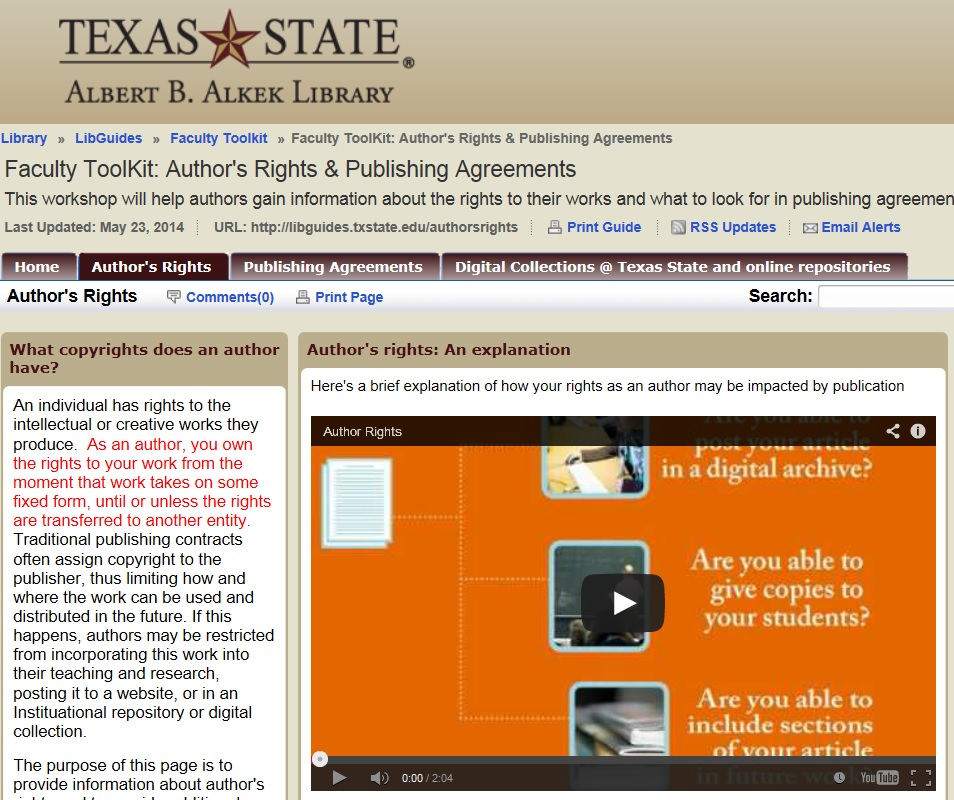 TEXAS STATE®
ALBERT B. ALKEK LIBRARY
Library » LibGuides » Faculty Toolkit » Faculty ToolKit: Author's Rights & Publishing Agreements
Faculty ToolKit: Author's Rights & Publishing Agreements
This workshop will help authors gain information about the rights to their works and what to look for in publishing agreemen
Last Updated: May 23, 2014 URL: http://libguides.txstate.edu/authorsrights Print Guide RSS Updates Email Alerts
Home Author's Rights Publishing Agreements Digital Collections @ Texas State and online repositories
Author's Rights Comments(0) Print Page Search:
What copyrights does an author
have?
An individual has rights to the
intellectual or creative works they
produce. As an author, you own
the rights to your work from the
moment that work takes on some
fixed form, until or unless the rights
are transferred to another entity.
Traditional publishing contracts
often assign copyright to the
publisher, thus limiting how and
where the work can be used and
distributed in the future. If this
happens, authors may be restricted
from incorporating this work into
their teaching and research,
posting it to a website, or in an
Instituational repository or digital
collection.
The purpose of this page is to
provide information about author's
Author's rights: An explanation
Here's a brief explanation of how your rights as an author may be impacted by publication
Author Rights
Are you able to
post your article
in a digital archive?
Are you able to
give copies to
your students?
Are you able to
include sections
of your article
in future work?
0:00 / 2:04 YouTube